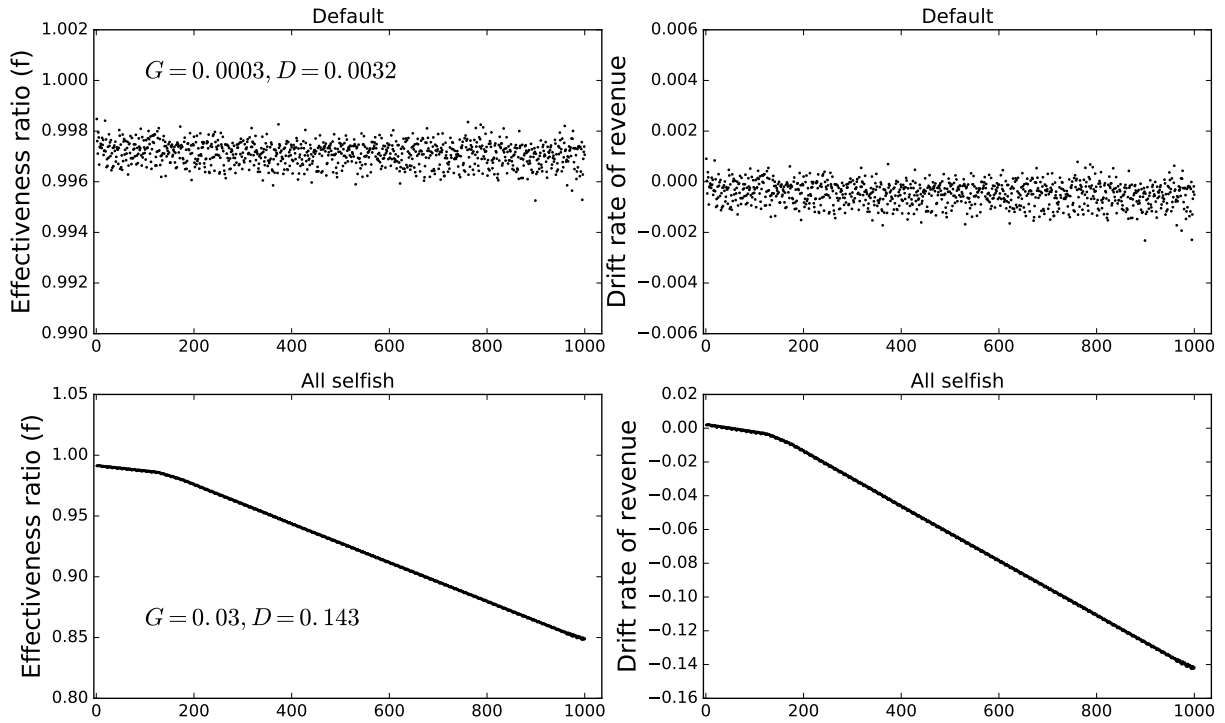 Default
Effectiveness ratio (f)
1.002
1.000
0.998
0.996
0.994
0.992
0.990
G = 0.0003, D = 0.0032
0 200 400 600 800 1000
Default
Drift rate of revenue
0.006
0.004
0.002
0.000
−0.002
−0.004
−0.006
0 200 400 600 800 1000
All selfish
Effectiveness ratio (f)
1.05
1.00
0.95
0.90
0.85
0.80
G = 0.03, D = 0.143
0 200 400 600 800 1000
All selfish
Drift rate of revenue
0.02
0.00
−0.02
−0.04
−0.06
−0.08
−0.10
−0.12
−0.14
−0.16
0 200 400 600 800 1000